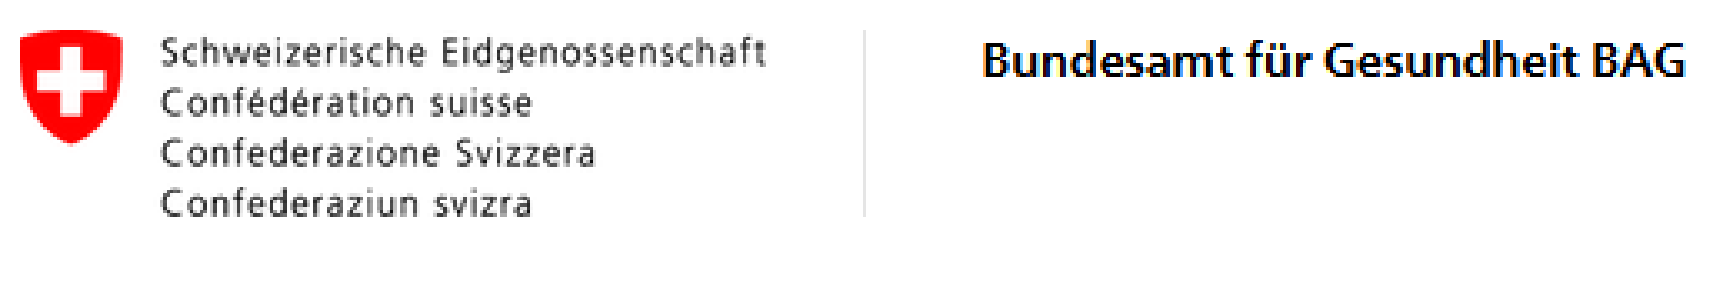 Schweizerische Eidgenossenschaft
Confédération suisse
Confederazione Svizzera
Confederaziun svizra
Bundesamt für Gesundheit BAG